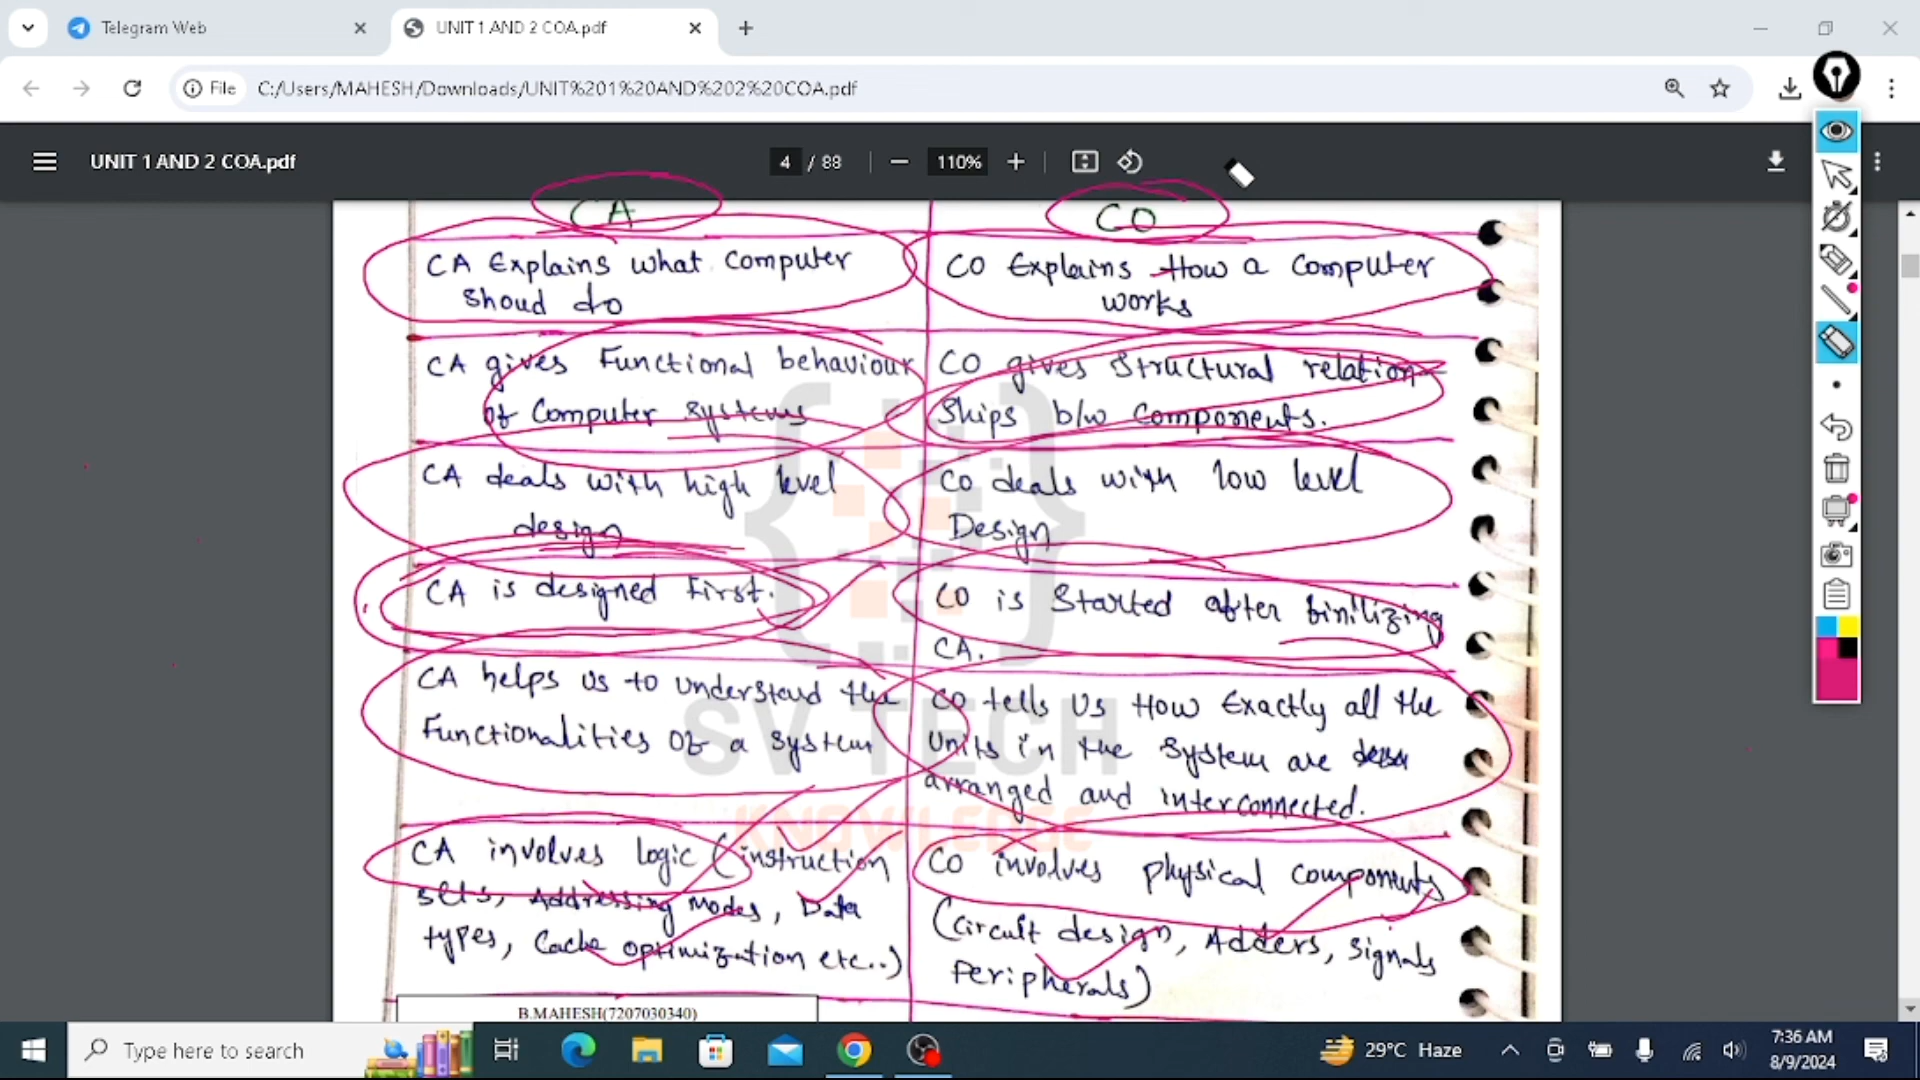 Telegram Web
UNIT 1 AND 2 COA.pdf
File
C:/Users/MAHESH/Downloads/UNIT%201%20AND%202%20COA.pdf
UNIT 1 AND 2 COA.pdf
4 / 88
110%
CA
CO
CA Explains what computer
shoud do
CO Explains How a computer
works
CA gives Functional behaviour
of Computer systems
CO gives Structural relation
ships b/w components.
CA deals with high level
design
CO deals with low level
Design
CA is designed First.
CO is Started after finilizing
CA.
CA helps us to understand the
Functionalities of a system
CO tells Us How Exactly all the
Units in the System are
arranged and interconnected.
CA involves logic (instruction
sets, Addressing modes, Data
types, Cache optimization etc..)
CO involves physical components
(circuit design, Adders, signals
Peripherals)
SV TECH
KNOWLEDGE
B.MAHESH(7207030340)
Type here to search
29°C Haze
7:36 AM
8/9/2024